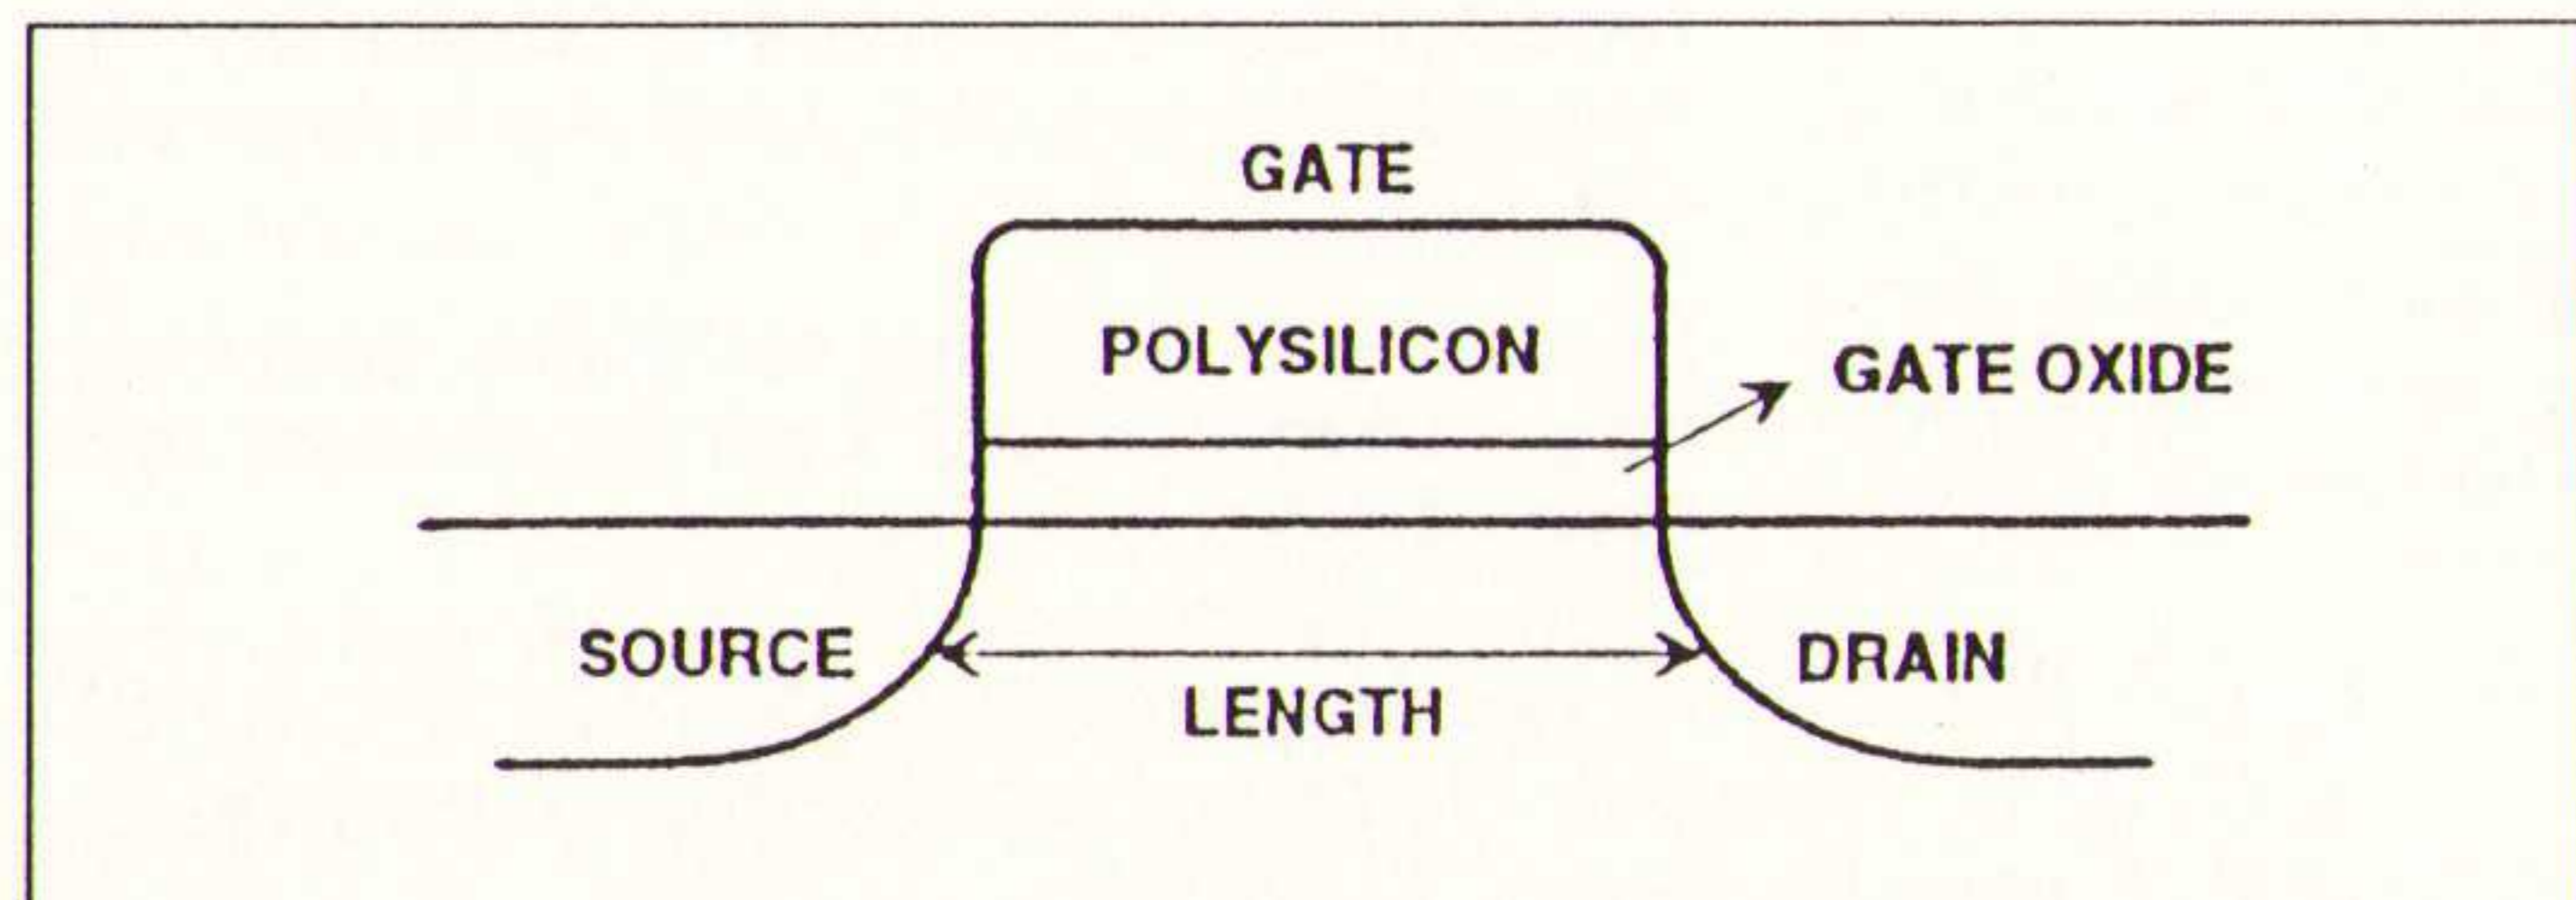 GATE
POLYSILICON
GATE OXIDE
SOURCE
DRAIN
LENGTH